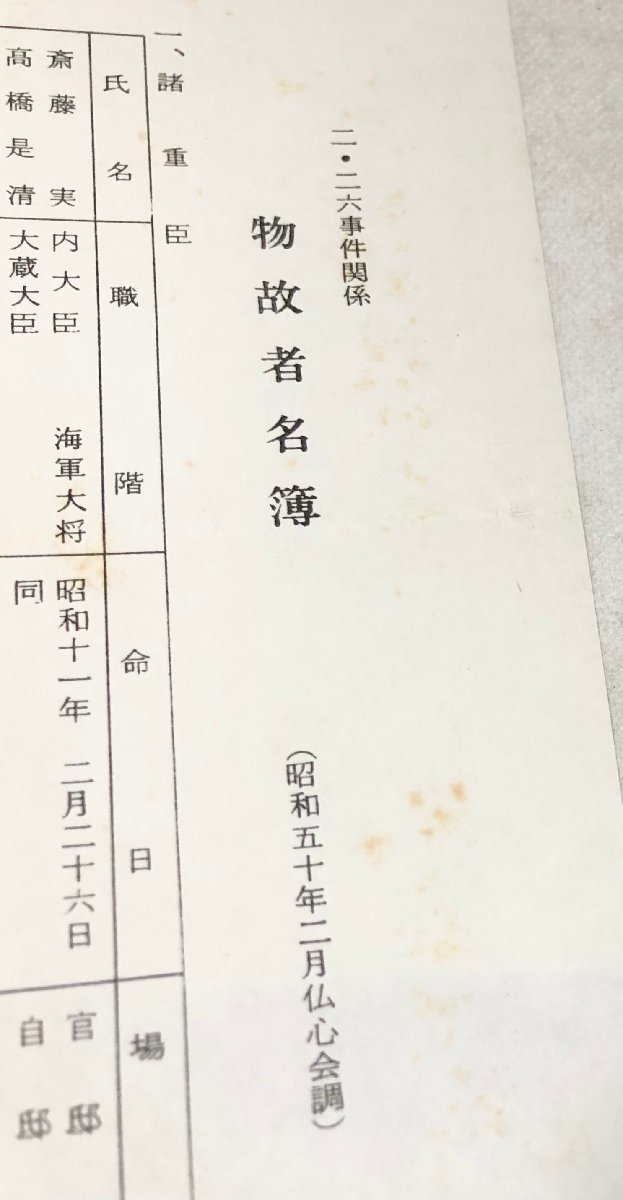 二・二六事件関係
物故者名簿
(昭和五十年二月仏心会調)
一、諸重臣
氏名 職階 命日 場
斎藤実 内大臣 海軍大将 昭和十一年 二月二十六日 官邸
高橋是清 大蔵大臣 同 自邸